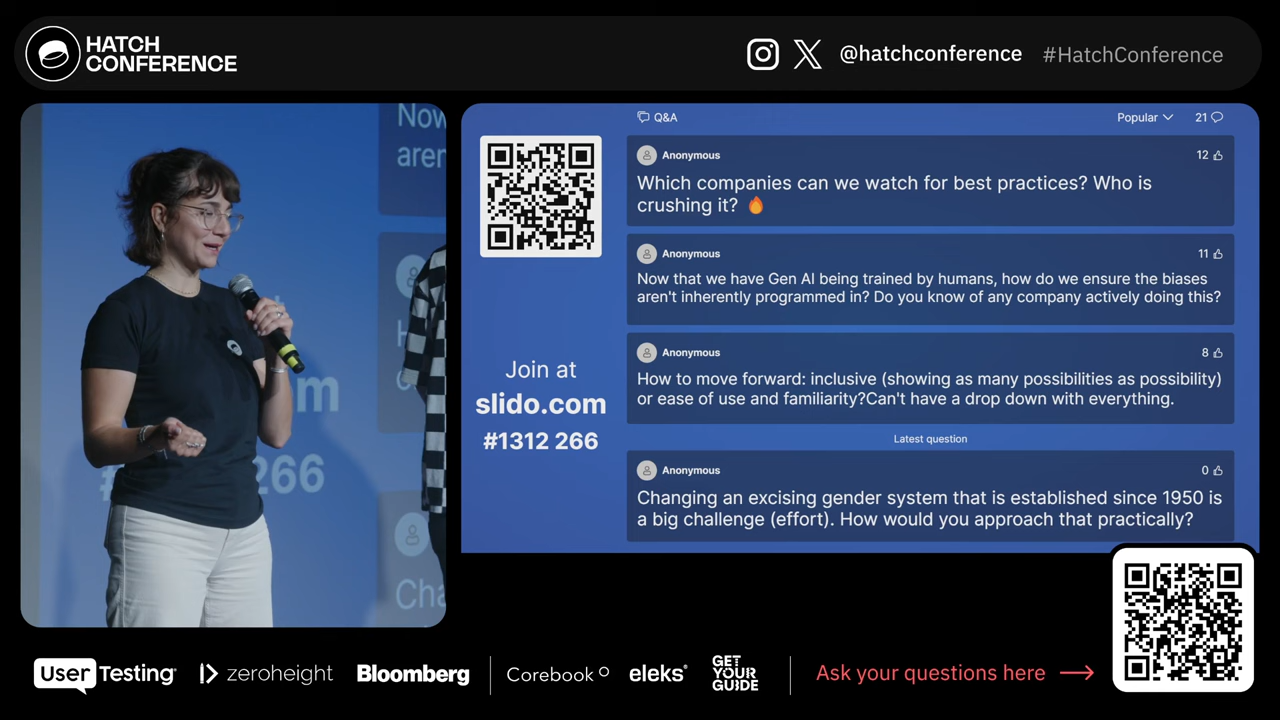 HATCH
CONFERENCE
@hatchconference #HatchConference
Now
aren
266
Cha
Q&A
Popular
21
Anonymous
12
Which companies can we watch for best practices? Who is
crushing it? 🔥
Anonymous
11
Now that we have Gen AI being trained by humans, how do we ensure the biases
aren't inherently programmed in? Do you know of any company actively doing this?
Anonymous
8
How to move forward: inclusive (showing as many possibilities as possibility)
or ease of use and familiarity?Can't have a drop down with everything.
Latest question
Anonymous
0
Changing an excising gender system that is established since 1950 is
a big challenge (effort). How would you approach that practically?
Join at
slido.com
#1312 266
UserTesting
zeroheight
Bloomberg
Corebook
eleks
GET
YOUR
GUIDE
Ask your questions here →